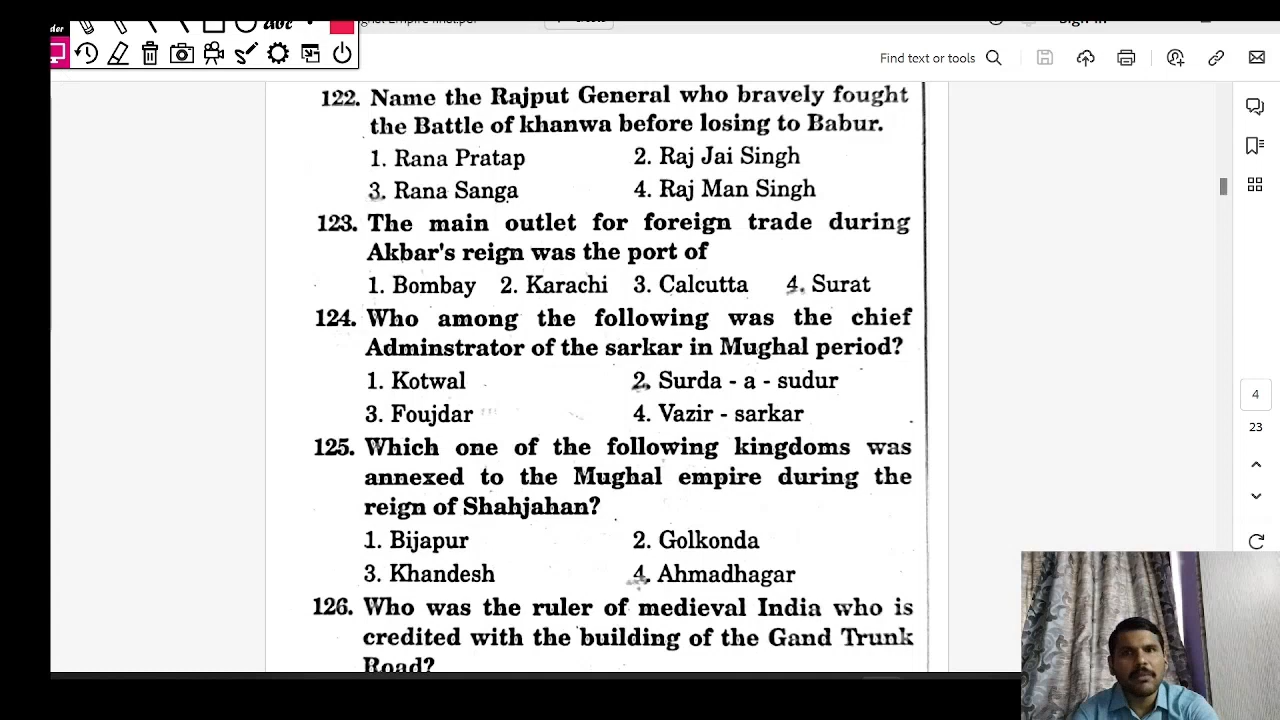 der
abc
Find text or tools
122. Name the Rajput General who bravely fought
the Battle of khanwa before losing to Babur.
1. Rana Pratap 2. Raj Jai Singh
3. Rana Sanga 4. Raj Man Singh
123. The main outlet for foreign trade during
Akbar's reign was the port of
1. Bombay 2. Karachi 3. Calcutta 4. Surat
124. Who among the following was the chief
Adminstrator of the sarkar in Mughal period?
1. Kotwal 2. Surda - a - sudur
3. Foujdar 4. Vazir - sarkar
125. Which one of the following kingdoms was
annexed to the Mughal empire during the
reign of Shahjahan?
1. Bijapur 2. Golkonda
3. Khandesh 4. Ahmadhagar
126. Who was the ruler of medieval India who is
credited with the building of the Gand Trunk
Road?
4
23